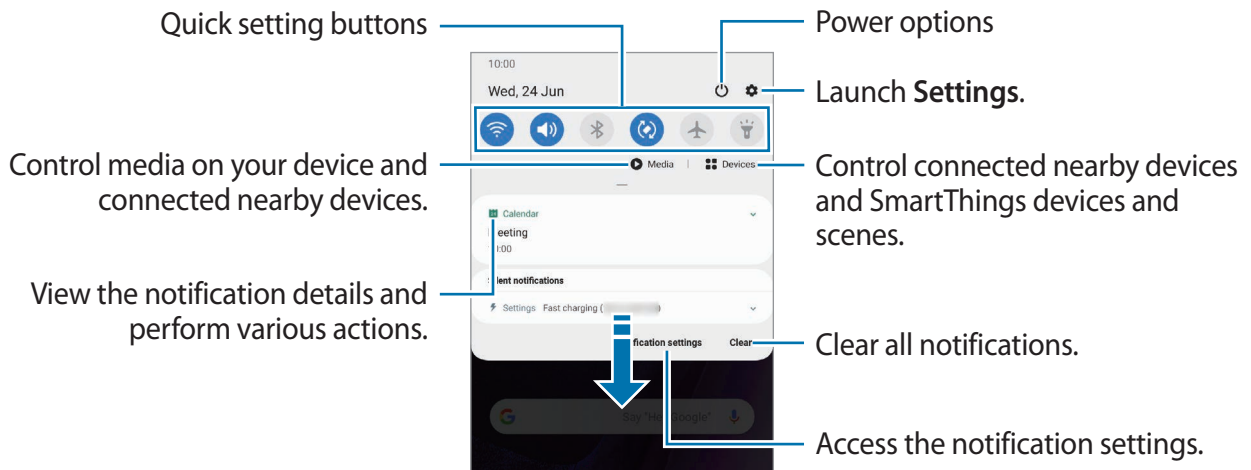 Quick setting buttons
Power options
10:00
Wed, 24 Jun
Launch Settings.
Control media on your device and
connected nearby devices.
Media
Devices
Control connected nearby devices
and SmartThings devices and
scenes.
Calendar
eeting
:00
View the notification details and
perform various actions.
lent notifications
Settings Fast charging (
)
fication settings
Clear
Clear all notifications.
G
Say "Hey Google"
Access the notification settings.